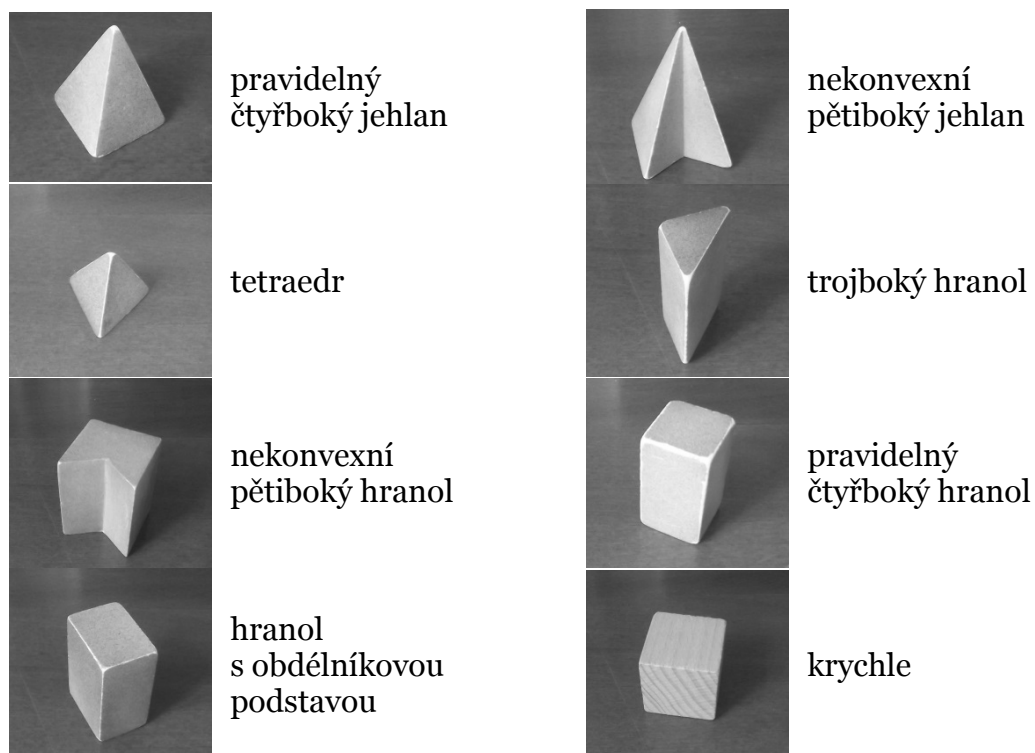 pravidelný
čtyřboký jehlan
nekonvexní
pětiboký jehlan
tetraedr
trojboký hranol
nekonvexní
pětiboký hranol
pravidelný
čtyřboký hranol
hranol
s obdélníkovou
podstavou
krychle